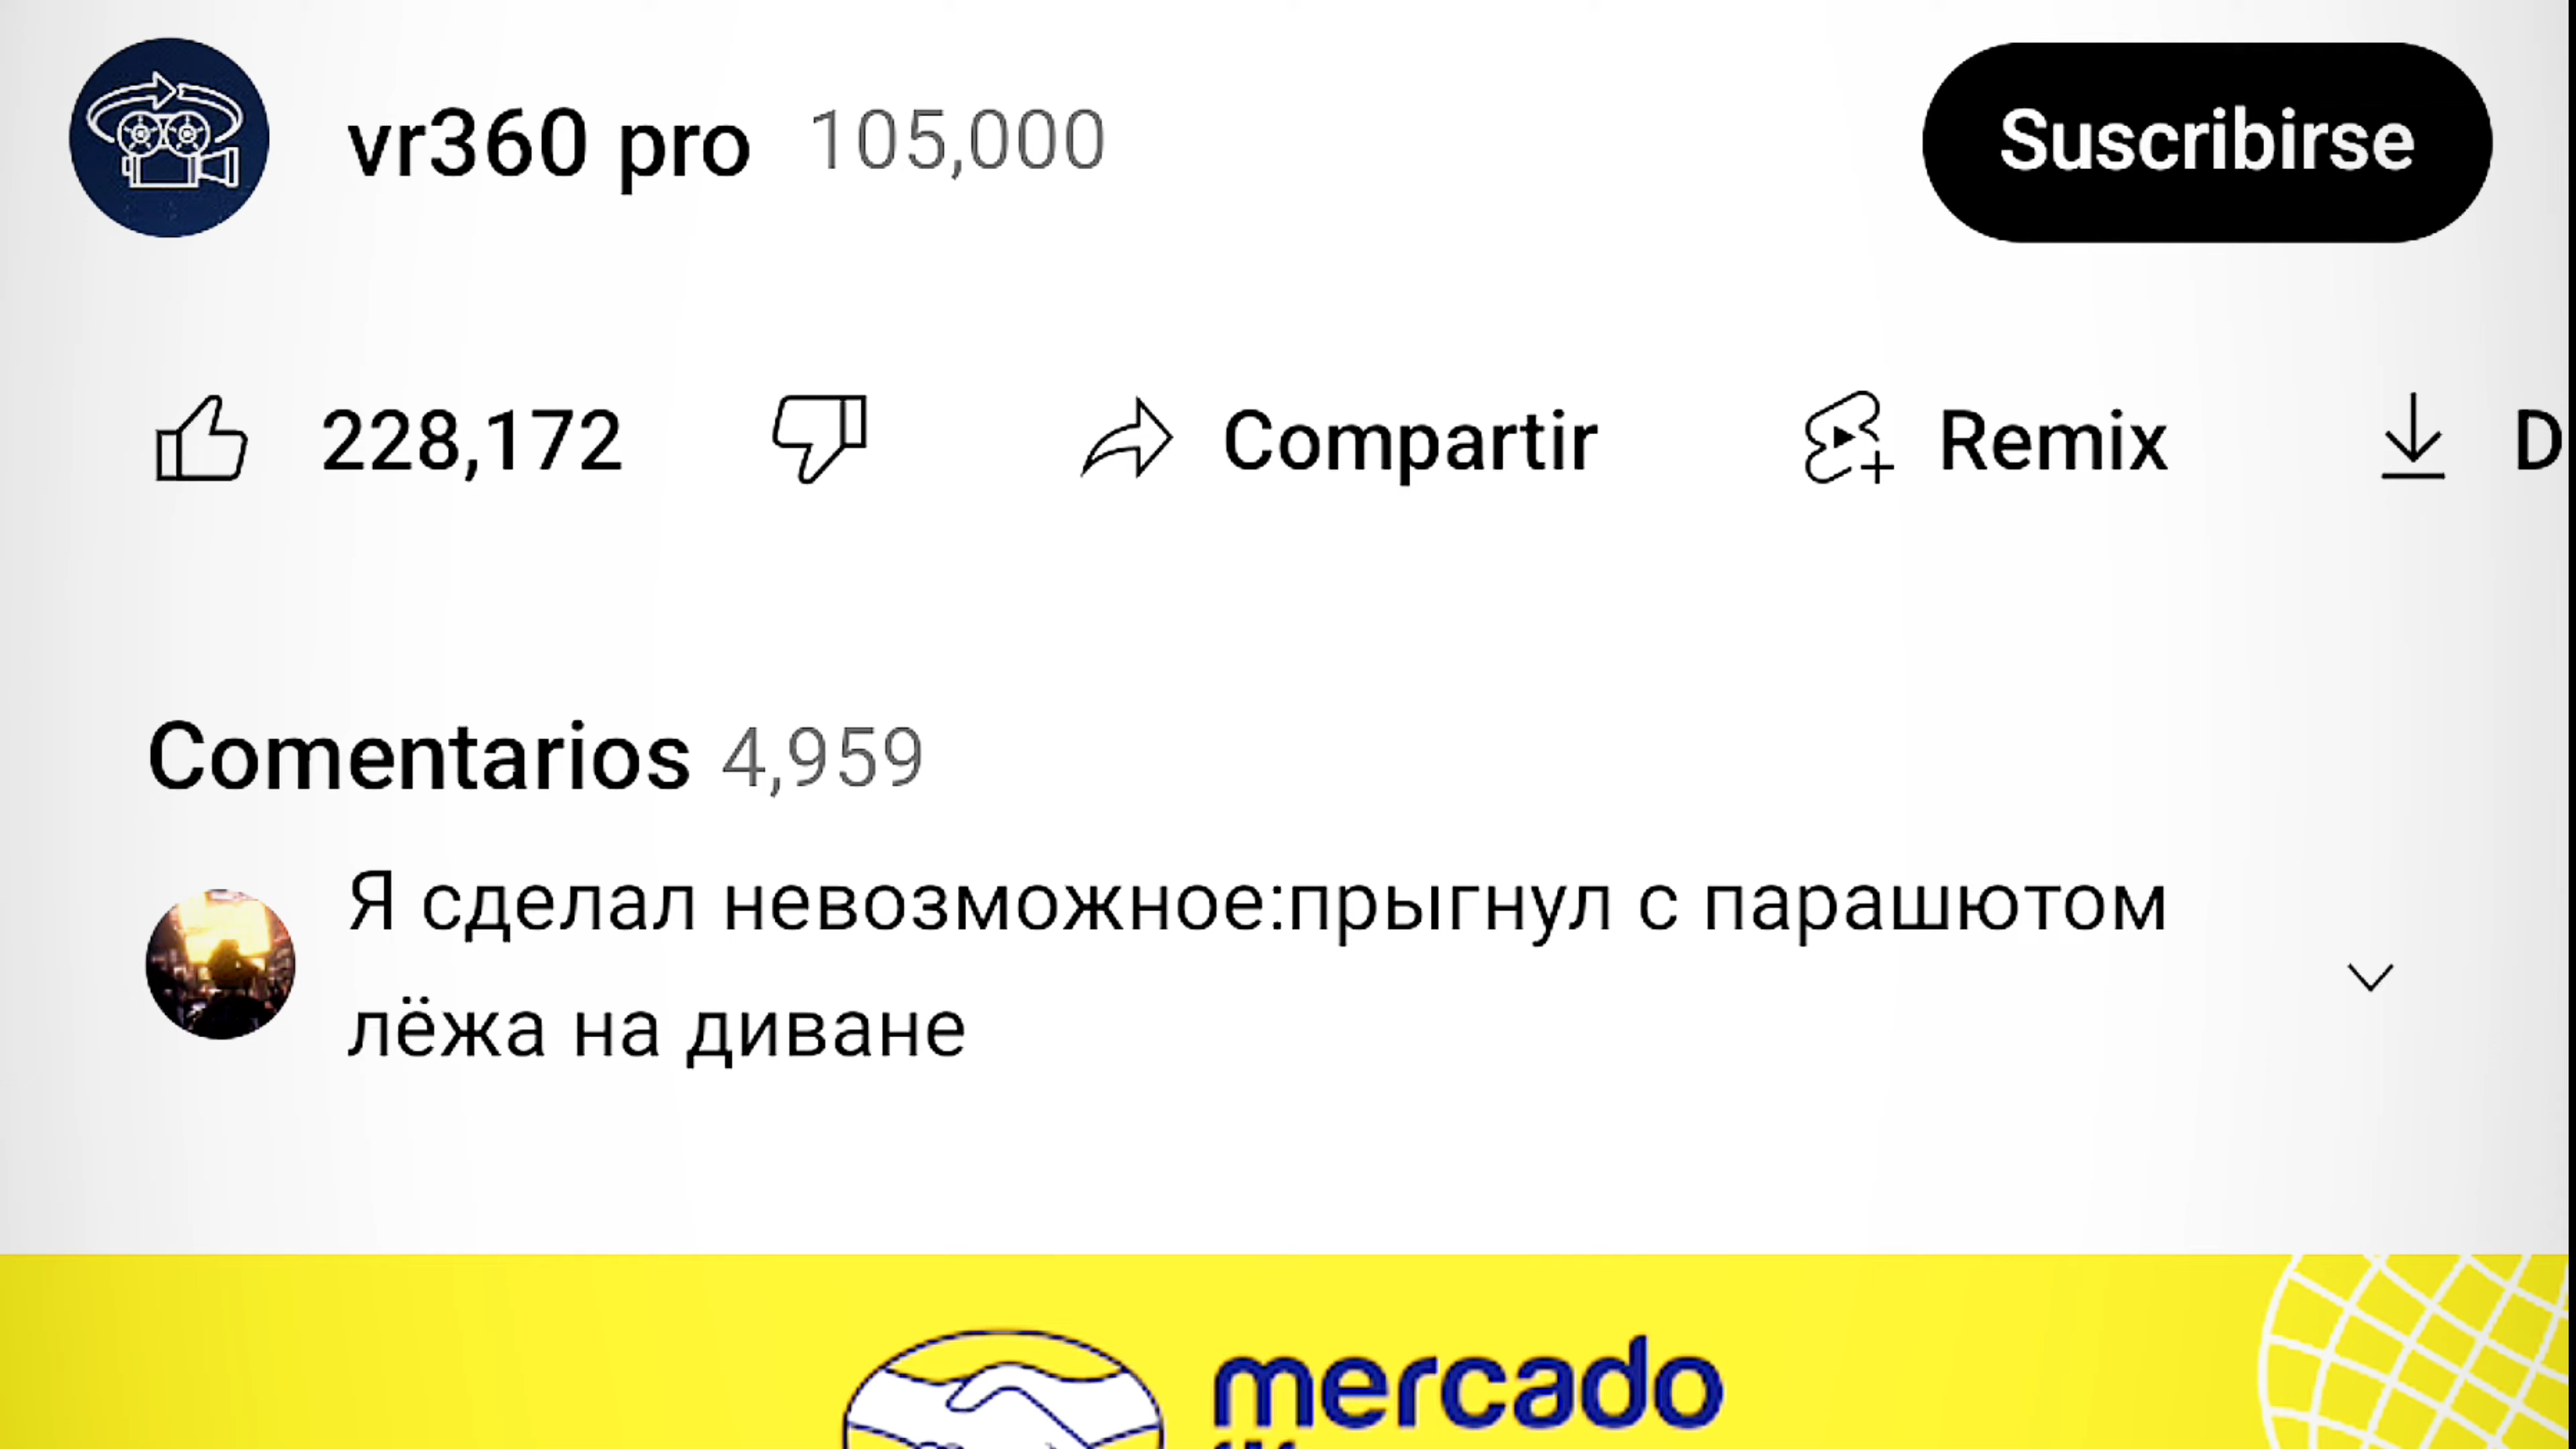 vr360 pro 105,000 Suscribirse
228,172 Compartir Remix D
Comentarios 4,959
Я сделал невозможное:прыгнул с парашютом
лёжа на диване
mercado